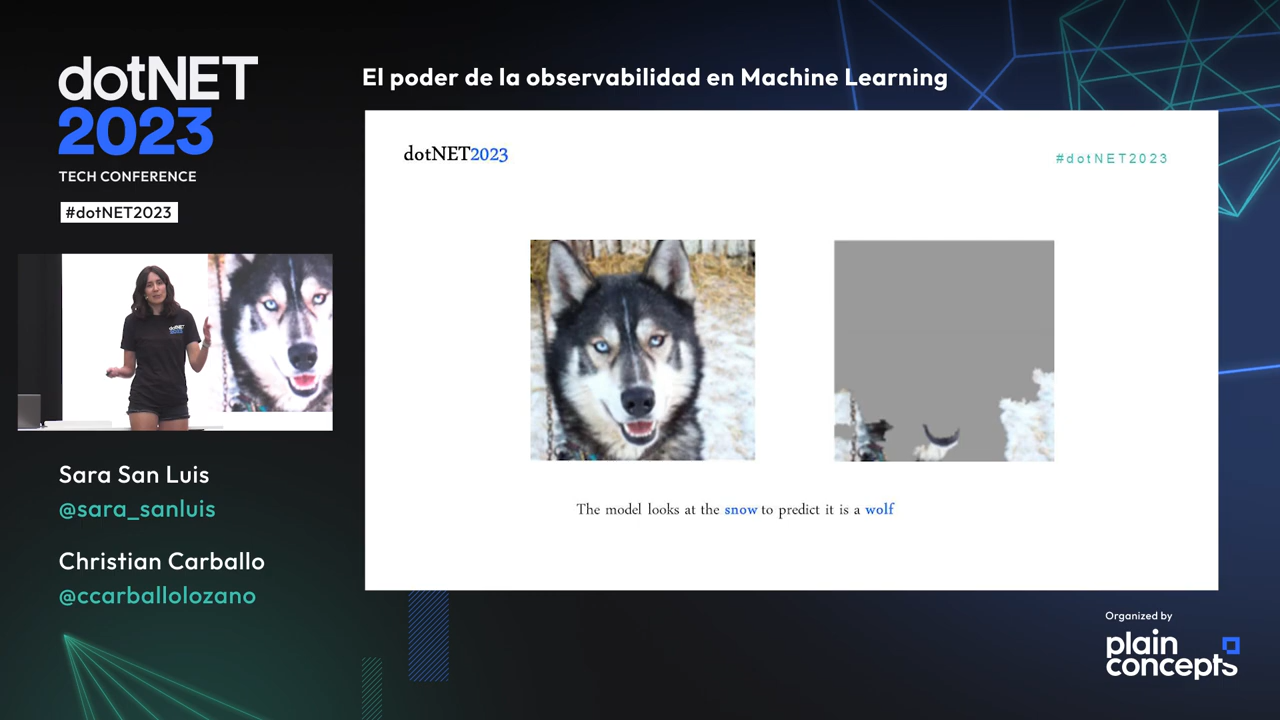 dotNET
2023
TECH CONFERENCE
#dotNET2023
El poder de la observabilidad en Machine Learning
dotNET2023
#dotNET2023
The model looks at the snow to predict it is a wolf
Sara San Luis
@sara_sanluis
Christian Carballo
@ccarballolozano
Organized by
plain
concepts